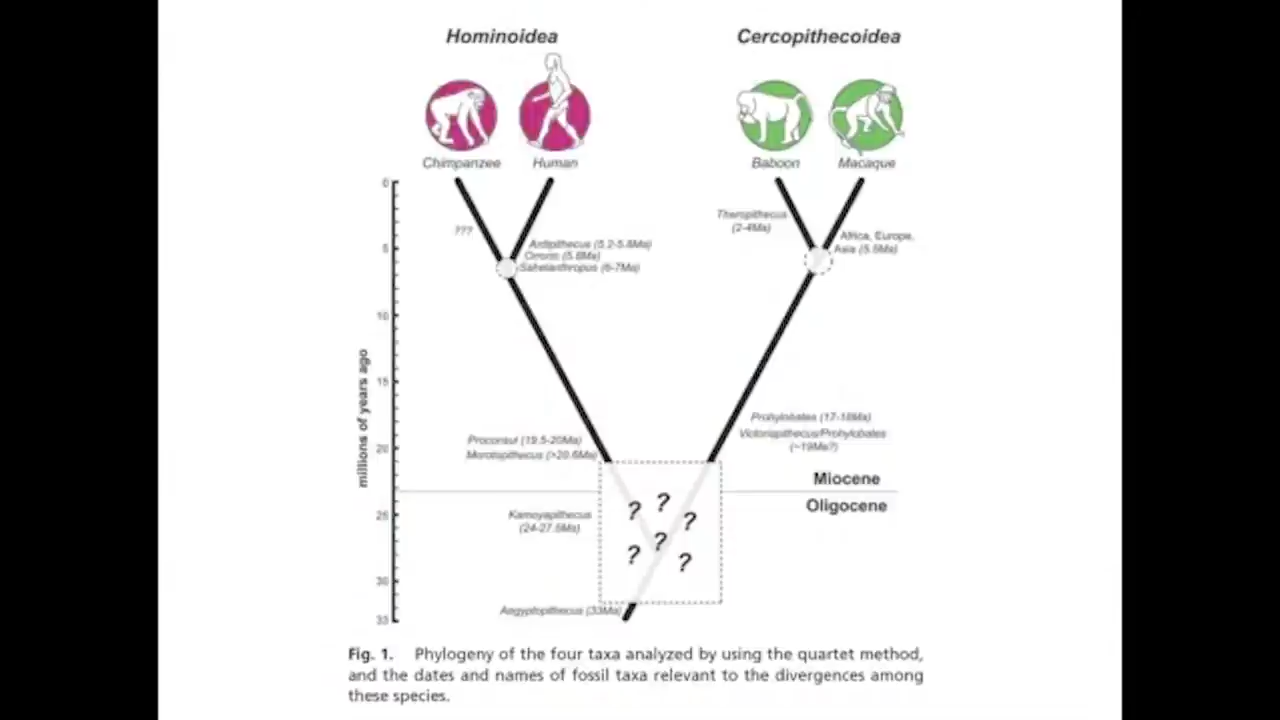 Hominoidea
Cercopithecoidea
Chimpanzee
Human
Baboon
Macaque
0
5
10
15
20
25
30
33
millions of years ago
???
Ardipithecus (5.2-5.8Ma)
Orrorin (5.8Ma)
Sahelanthropus (6-7Ma)
Theropithecus
(2-4Ma)
Africa, Europe,
Asia (5.5Ma)
Proconsul (19.5-20Ma)
Morotopithecus (>20.6Ma)
Prohylobates (17-18Ma)
Victoriapithecus/Prohylobates
(~19Ma?)
Miocene
Oligocene
Kamoyapithecus
(24-27.5Ma)
? ? ?
? ? ?
Aegyptopithecus (33Ma)
Fig. 1. Phylogeny of the four taxa analyzed by using the quartet method,
and the dates and names of fossil taxa relevant to the divergences among
these species.